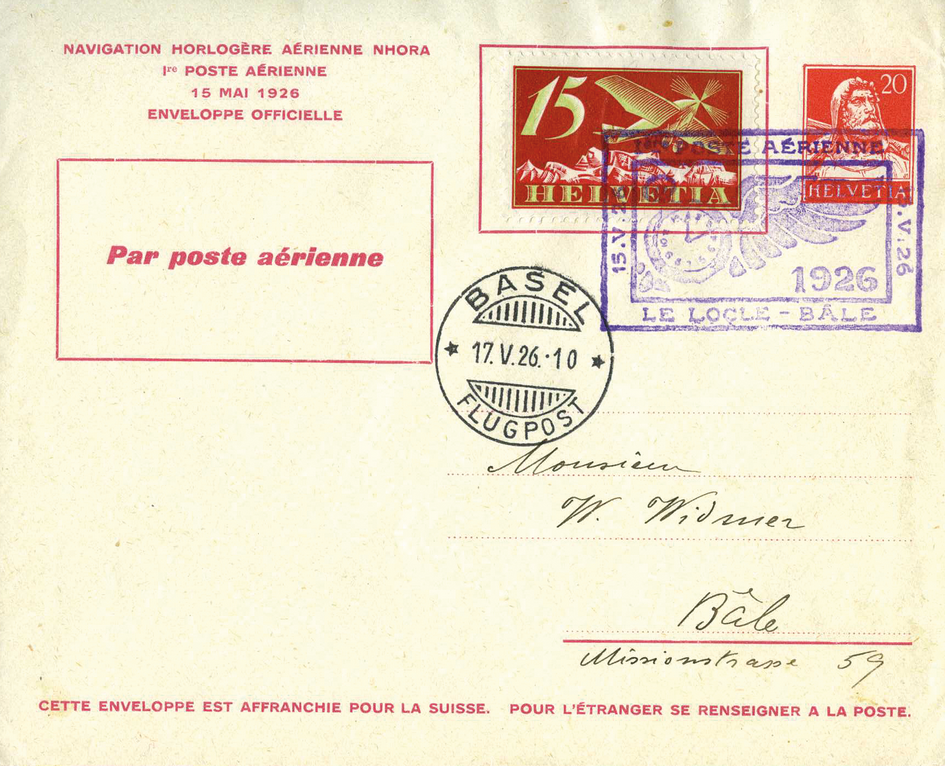 NAVIGATION HORLOGÈRE AÉRIENNE NHORA
Ire POSTE AÉRIENNE
15 MAI 1926
ENVELOPPE OFFICIELLE
15
HELVETIA
20
HELVETIA
Par poste aérienne
POSTE AÉRIENNE
15.V.26
.V.26
1926
LE LOCLE - BÂLE
BASEL
17.V.26.-10
FLUGPOST
Monsieur
W. Widmer
Bâle
Missionstrasse 59
CETTE ENVELOPPE EST AFFRANCHIE POUR LA SUISSE. POUR L'ÉTRANGER SE RENSEIGNER A LA POSTE.